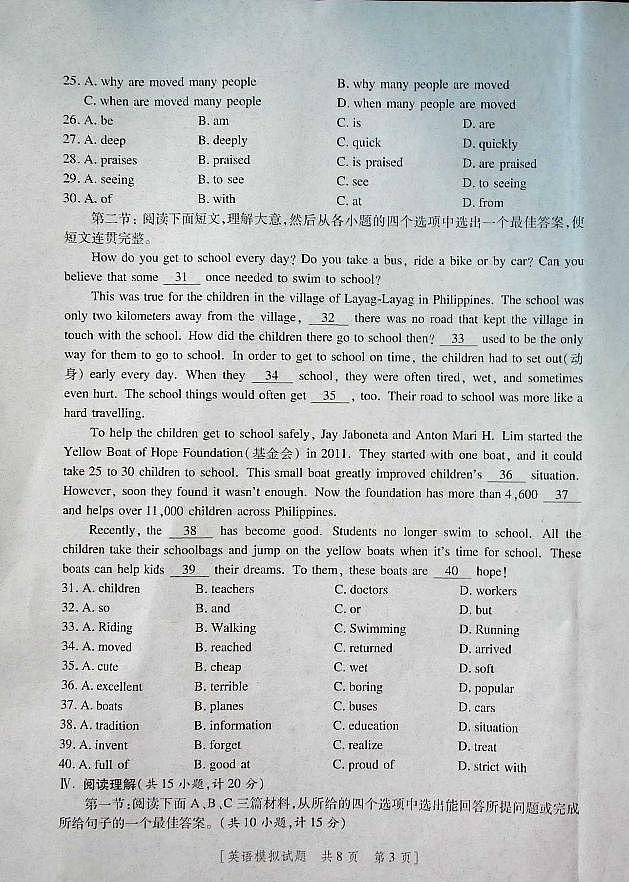 25. A. why are moved many people B. why many people are moved
C. when are moved many people D. when many people are moved
26. A. be B. am C. is D. are
27. A. deep B. deeply C. quick D. quickly
28. A. praises B. praised C. is praised D. are praised
29. A. seeing B. to see C. see D. to seeing
30. A. of B. with C. at D. from
第二节: 阅读下面短文,理解大意,然后从各小题的四个选项中选出一个最佳答案,使
短文连贯完整。
How do you get to school every day? Do you take a bus, ride a bike or by car? Can you
believe that some 31 once needed to swim to school?
This was true for the children in the village of Layag-Layag in Philippines. The school was
only two kilometers away from the village, 32 there was no road that kept the village in
touch with the school. How did the children there go to school then? 33 used to be the only
way for them to go to school. In order to get to school on time, the children had to set out(动
身) early every day. When they 34 school, they were often tired, wet, and sometimes
even hurt. The school things would often get 35 , too. Their road to school was more like a
hard travelling.
To help the children get to school safely, Jay Jaboneta and Anton Mari H. Lim started the
Yellow Boat of Hope Foundation(基金会) in 2011. They started with one boat, and it could
take 25 to 30 children to school. This small boat greatly improved children's 36 situation.
However, soon they found it wasn't enough. Now the foundation has more than 4,600 37
and helps over 11,000 children across Philippines.
Recently, the 38 has become good. Students no longer swim to school. All the
children take their schoolbags and jump on the yellow boats when it's time for school. These
boats can help kids 39 their dreams. To them, these boats are 40 hope!
31. A. children B. teachers C. doctors D. workers
32. A. so B. and C. or D. but
33. A. Riding B. Walking C. Swimming D. Running
34. A. moved B. reached C. returned D. arrived
35. A. cute B. cheap C. wet D. soft
36. A. excellent B. terrible C. boring D. popular
37. A. boats B. planes C. buses D. cars
38. A. tradition B. information C. education D. situation
39. A. invent B. forget C. realize D. treat
40. A. full of B. good at C. proud of D. strict with
Ⅳ. 阅读理解(共15小题,计20分)
第一节:阅读下面A、B、C三篇材料,从所给的四个选项中选出能回答所提问题或完成
所给句子的一个最佳答案。(共10小题,计15分)
[英语模拟试题 共8页 第3页]